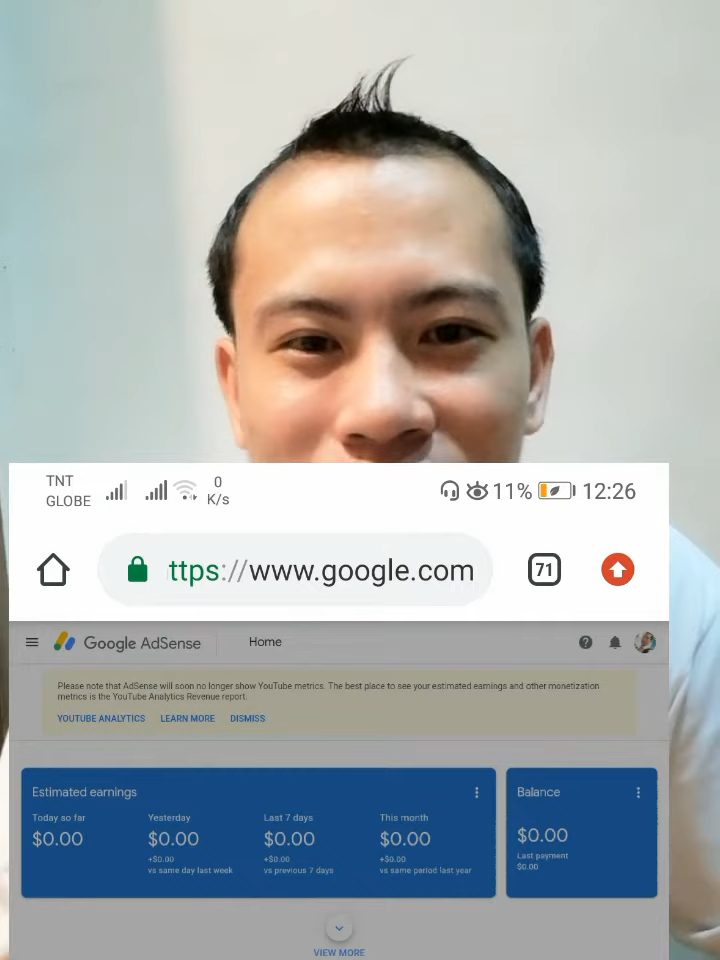 TNT
GLOBE
0
K/s
11%
12:26
ttps://www.google.com
71
Google AdSense
Home
Please note that AdSense will soon no longer show YouTube metrics. The best place to see your estimated earnings and other monetization
metrics is the YouTube Analytics Revenue report.
YOUTUBE ANALYTICS LEARN MORE DISMISS
Estimated earnings
Today so far
$0.00
Yesterday
$0.00
+$0.00
vs same day last week
Last 7 days
$0.00
+$0.00
vs previous 7 days
This month
$0.00
+$0.00
vs same period last year
Balance
$0.00
Last payment
$0.00
VIEW MORE